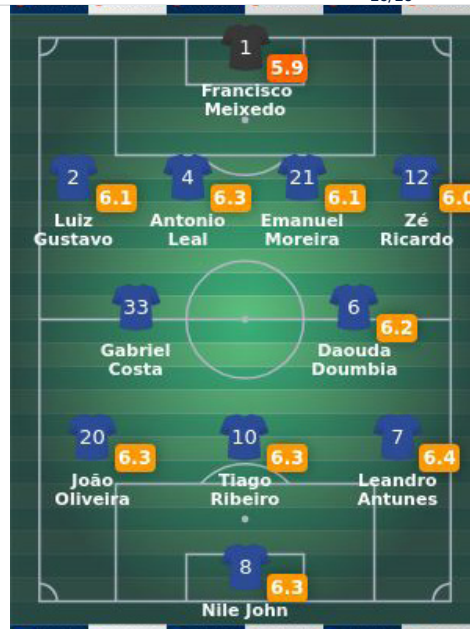 1
5.9
Francisco
Meixedo
2 4 21 12
6.1 6.3 6.1 6.0
Luiz Antonio Emanuel Zé
Gustavo Leal Moreira Ricardo
33 6
6.2
Gabriel Daouda
Costa Doumbia
20 10 7
6.3 6.3 6.4
João Tiago Leandro
Oliveira Ribeiro Antunes
8
6.3
Nile John